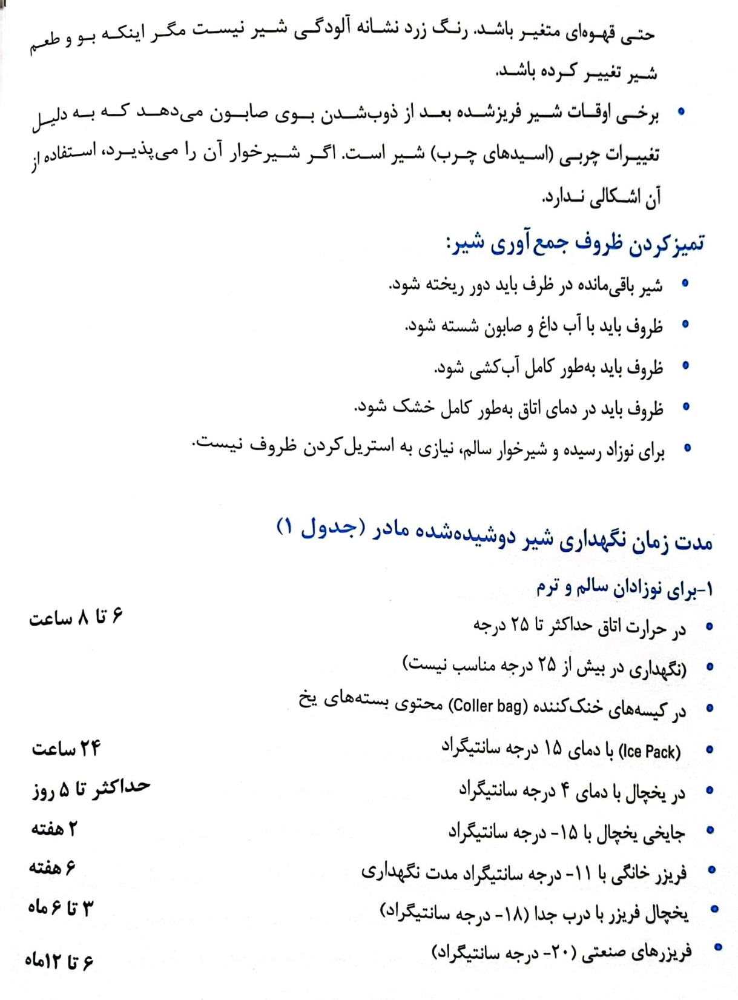 حتی قهوه‌ای متغیر باشد. رنگ زرد نشانه آلودگی شیر نیست مگر اینکه بو و طعم
شیر تغییر کرده باشد.
• برخی اوقات شیر فریزشده بعد از ذوب‌شدن بوی صابون می‌دهد که به دلیل
تغییرات چربی (اسیدهای چرب) شیر است. اگر شیرخوار آن را می‌پذیرد، استفاده از
آن اشکالی ندارد.
تمیزکردن ظروف جمع‌آوری شیر:
• شیر باقی‌مانده در ظرف باید دور ریخته شود.
• ظروف باید با آب داغ و صابون شسته شود.
• ظروف باید به‌طور کامل آب‌کشی شود.
• ظروف باید در دمای اتاق به‌طور کامل خشک شود.
• برای نوزاد رسیده و شیرخوار سالم، نیازی به استریل‌کردن ظروف نیست.
مدت زمان نگهداری شیر دوشیده‌شده مادر (جدول ۱)
۱-برای نوزادان سالم و ترم
• در حرارت اتاق حداکثر تا ۲۵ درجه ۶ تا ۸ ساعت
• (نگهداری در بیش از ۲۵ درجه مناسب نیست)
• در کیسه‌های خنک‌کننده (Coller bag) محتوی بسته‌های یخ
• (Ice Pack) با دمای ۱۵ درجه سانتیگراد ۲۴ ساعت
• در یخچال با دمای ۴ درجه سانتیگراد حداکثر تا ۵ روز
• جایخی یخچال با ۱۵- درجه سانتیگراد ۲ هفته
• فریزر خانگی با ۱۱- درجه سانتیگراد مدت نگهداری ۶ هفته
• یخچال فریزر با درب جدا (۱۸- درجه سانتیگراد) ۳ تا ۶ ماه
• فریزرهای صنعتی (۲۰- درجه سانتیگراد) ۶ تا ۱۲ماه